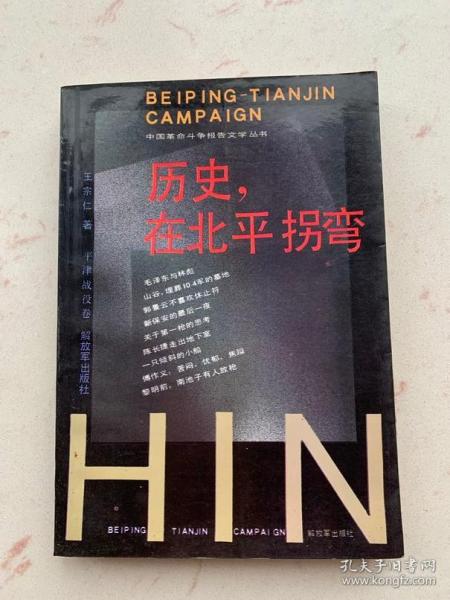 BEIPING-TIANJIN
CAMPAIGN
中国革命斗争报告文学丛书
历史，
在北平拐弯
毛泽东与林彪
山谷，埋葬104军的墓地
郭景云不喜欢休止符
新保安的最后一夜
关于第一枪的思考
陈长捷走出地下室
一只倾斜的小船
傅作义：苦闷、忧郁、焦躁
黎明前，南池子有人放枪
王宗仁 著 平津战役卷 解放军出版社
HIN
BEIPING TIANJIN CAMPAIGN 解放军出版社
孔夫子旧书网
www.kongfz.com